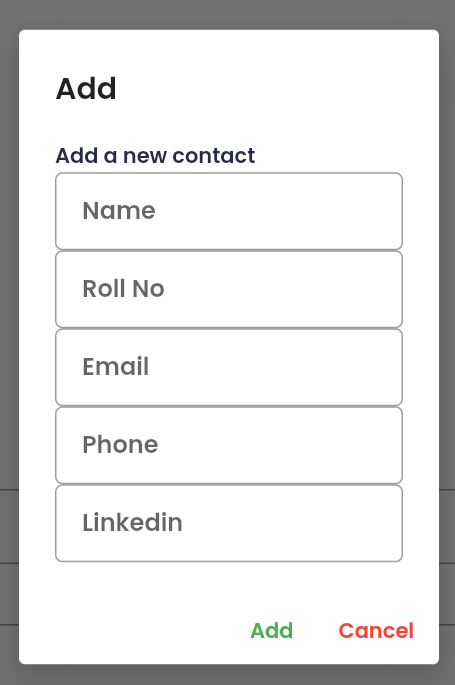 Add
Add a new contact
Name
Roll No
Email
Phone
Linkedin
Add Cancel